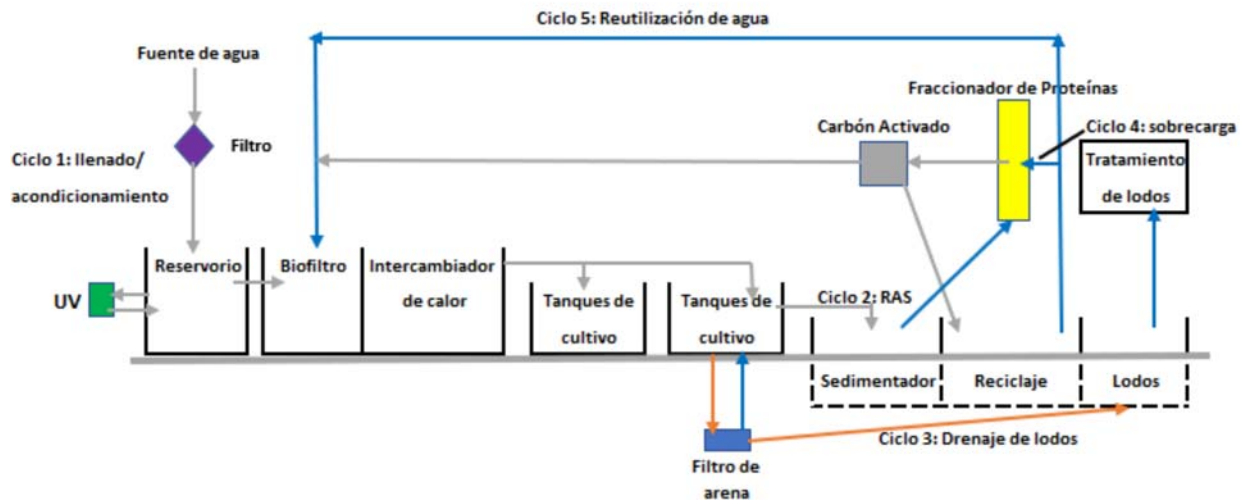 Ciclo 5: Reutilización de agua
Fuente de agua
Fraccionador de Proteínas
Carbón Activado
Ciclo 4: sobrecarga
Filtro
Ciclo 1: llenado/
acondicionamiento
Tratamiento
de lodos
Reservorio
Biofiltro
Intercambiador
de calor
UV
Tanques de
cultivo
Tanques de
cultivo
Ciclo 2: RAS
Sedimentador
Reciclaje
Lodos
Ciclo 3: Drenaje de lodos
Filtro de
arena